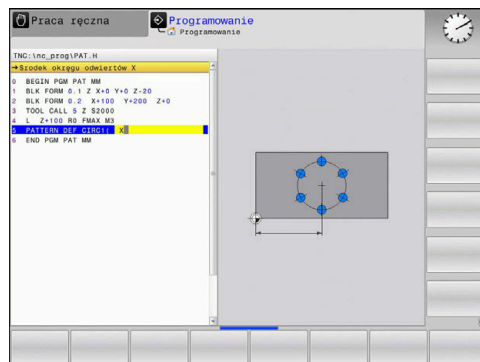 Praca ręczna
Programowanie
Programowanie
TNC:\nc_prog\PAT.H
→Srodek okręgu odwiertów X
0 BEGIN PGM PAT MM
1 BLK FORM 0.1 Z X+0 Y+0 Z-20
2 BLK FORM 0.2 X+100 Y+200 Z+0
3 TOOL CALL 5 Z S2000
4 L Z+100 R0 FMAX M3
5 PATTERN DEF CIRC1( X
6 END PGM PAT MM